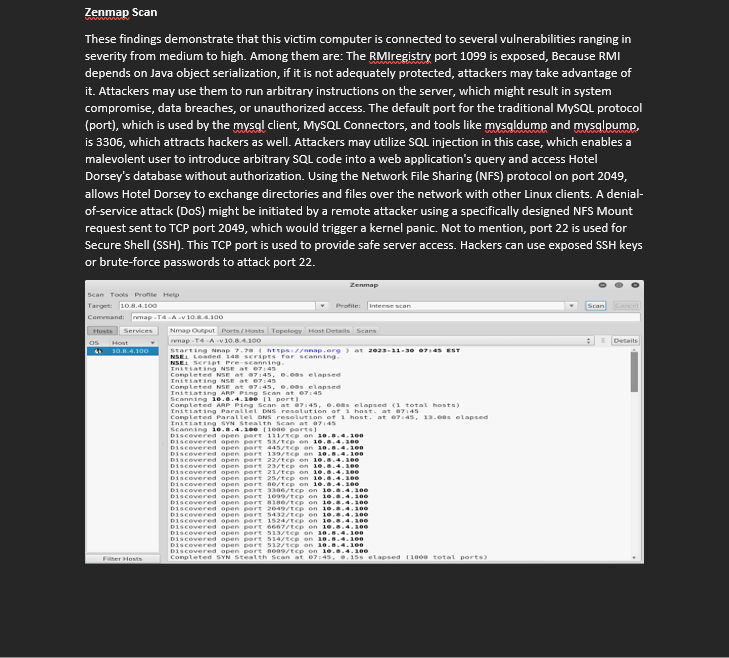 Zenmap Scan
These findings demonstrate that this victim computer is connected to several vulnerabilities ranging in
severity from medium to high. Among them are: The RMIregistry port 1099 is exposed, Because RMI
depends on Java object serialization, if it is not adequately protected, attackers may take advantage of
it. Attackers may use them to run arbitrary instructions on the server, which might result in system
compromise, data breaches, or unauthorized access. The default port for the traditional MySQL protocol
(port), which is used by the mysql client, MySQL Connectors, and tools like mysqldump and mysqlpump,
is 3306, which attracts hackers as well. Attackers may utilize SQL injection in this case, which enables a
malevolent user to introduce arbitrary SQL code into a web application's query and access Hotel
Dorsey's database without authorization. Using the Network File Sharing (NFS) protocol on port 2049,
allows Hotel Dorsey to exchange directories and files over the network with other Linux clients. A denial-
of-service attack (DoS) might be initiated by a remote attacker using a specifically designed NFS Mount
request sent to TCP port 2049, which would trigger a kernel panic. Not to mention, port 22 is used for
Secure Shell (SSH). This TCP port is used to provide safe server access. Hackers can use exposed SSH keys
or brute-force passwords to attack port 22.
Zenmap
Scan Tools Profile Help
Target: 10.8.4.100 Profile: Intense scan Scan Cancel
Command: nmap -T4 -A -v 10.8.4.100
Hosts Services Nmap Output Ports / Hosts Topology Host Details Scans
OS Host nmap -T4 -A -v 10.8.4.100 Details
10.8.4.100
Starting Nmap 7.70 ( https://nmap.org ) at 2023-11-30 07:45 EST
NSE: Loaded 148 scripts for scanning.
NSE: Script Pre-scanning.
Initiating NSE at 07:45
Completed NSE at 07:45, 0.00s elapsed
Initiating NSE at 07:45
Completed NSE at 07:45, 0.00s elapsed
Initiating ARP Ping Scan at 07:45
Scanning 10.8.4.100 [1 port]
Completed ARP Ping Scan at 07:45, 0.08s elapsed (1 total hosts)
Initiating Parallel DNS resolution of 1 host. at 07:45
Completed Parallel DNS resolution of 1 host. at 07:45, 13.00s elapsed
Initiating SYN Stealth Scan at 07:45
Scanning 10.8.4.100 [1000 ports]
Discovered open port 111/tcp on 10.8.4.100
Discovered open port 53/tcp on 10.8.4.100
Discovered open port 445/tcp on 10.8.4.100
Discovered open port 139/tcp on 10.8.4.100
Discovered open port 22/tcp on 10.8.4.100
Discovered open port 23/tcp on 10.8.4.100
Discovered open port 21/tcp on 10.8.4.100
Discovered open port 25/tcp on 10.8.4.100
Discovered open port 80/tcp on 10.8.4.100
Discovered open port 3306/tcp on 10.8.4.100
Discovered open port 1099/tcp on 10.8.4.100
Discovered open port 8180/tcp on 10.8.4.100
Discovered open port 2049/tcp on 10.8.4.100
Discovered open port 5432/tcp on 10.8.4.100
Discovered open port 1524/tcp on 10.8.4.100
Discovered open port 6667/tcp on 10.8.4.100
Discovered open port 513/tcp on 10.8.4.100
Discovered open port 514/tcp on 10.8.4.100
Discovered open port 512/tcp on 10.8.4.100
Discovered open port 8009/tcp on 10.8.4.100
Completed SYN Stealth Scan at 07:45, 0.15s elapsed (1000 total ports)
Filter Hosts